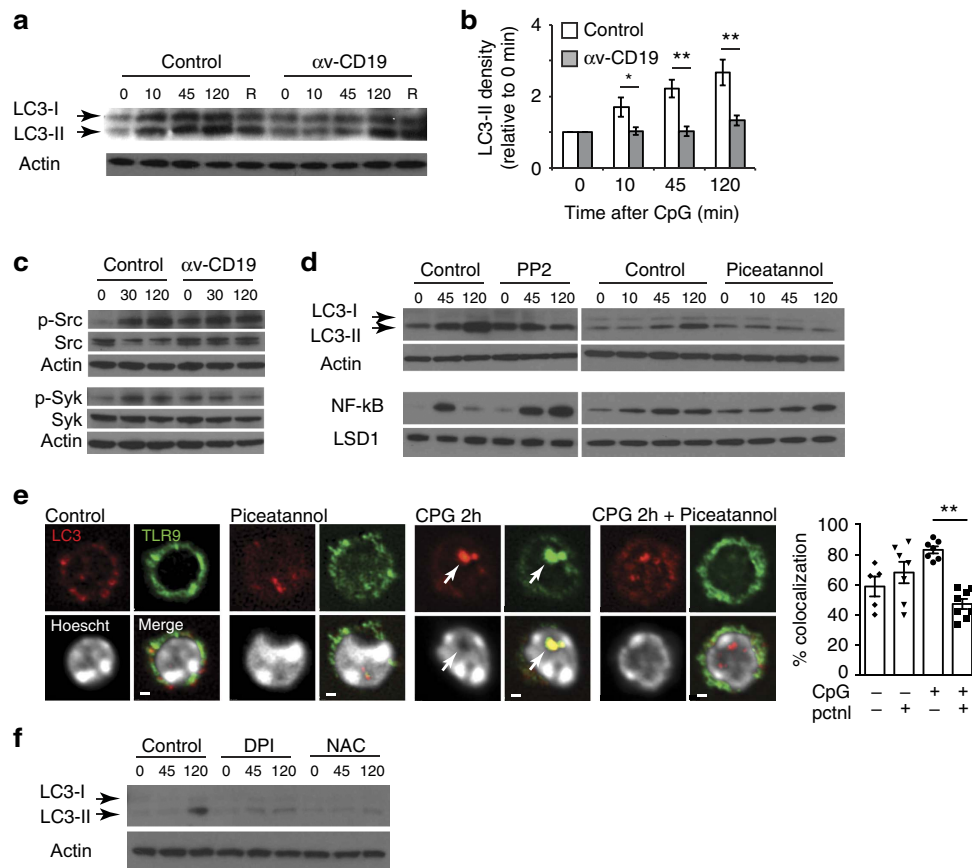 a
Control αv-CD19
0 10 45 120 R 0 10 45 120 R
LC3-I
LC3-II
Actin
b
Control
αv-CD19
LC3-II density
(relative to 0 min)
4
2
0
* ** **
0 10 45 120
Time after CpG (min)
c
Control αv-CD19
0 30 120 0 30 120
p-Src
Src
Actin
p-Syk
Syk
Actin
d
Control PP2 Control Piceatannol
0 45 120 0 45 120 0 10 45 120 0 10 45 120
LC3-I
LC3-II
Actin
NF-kB
LSD1
e
Control Piceatannol CPG 2h CPG 2h + Piceatannol
LC3 TLR9
Hoescht Merge
% colocalization
100
80
60
40
20
0
**
CpG – – + +
pctnl – + – +
f
Control DPI NAC
0 45 120 0 45 120 0 45 120
LC3-I
LC3-II
Actin